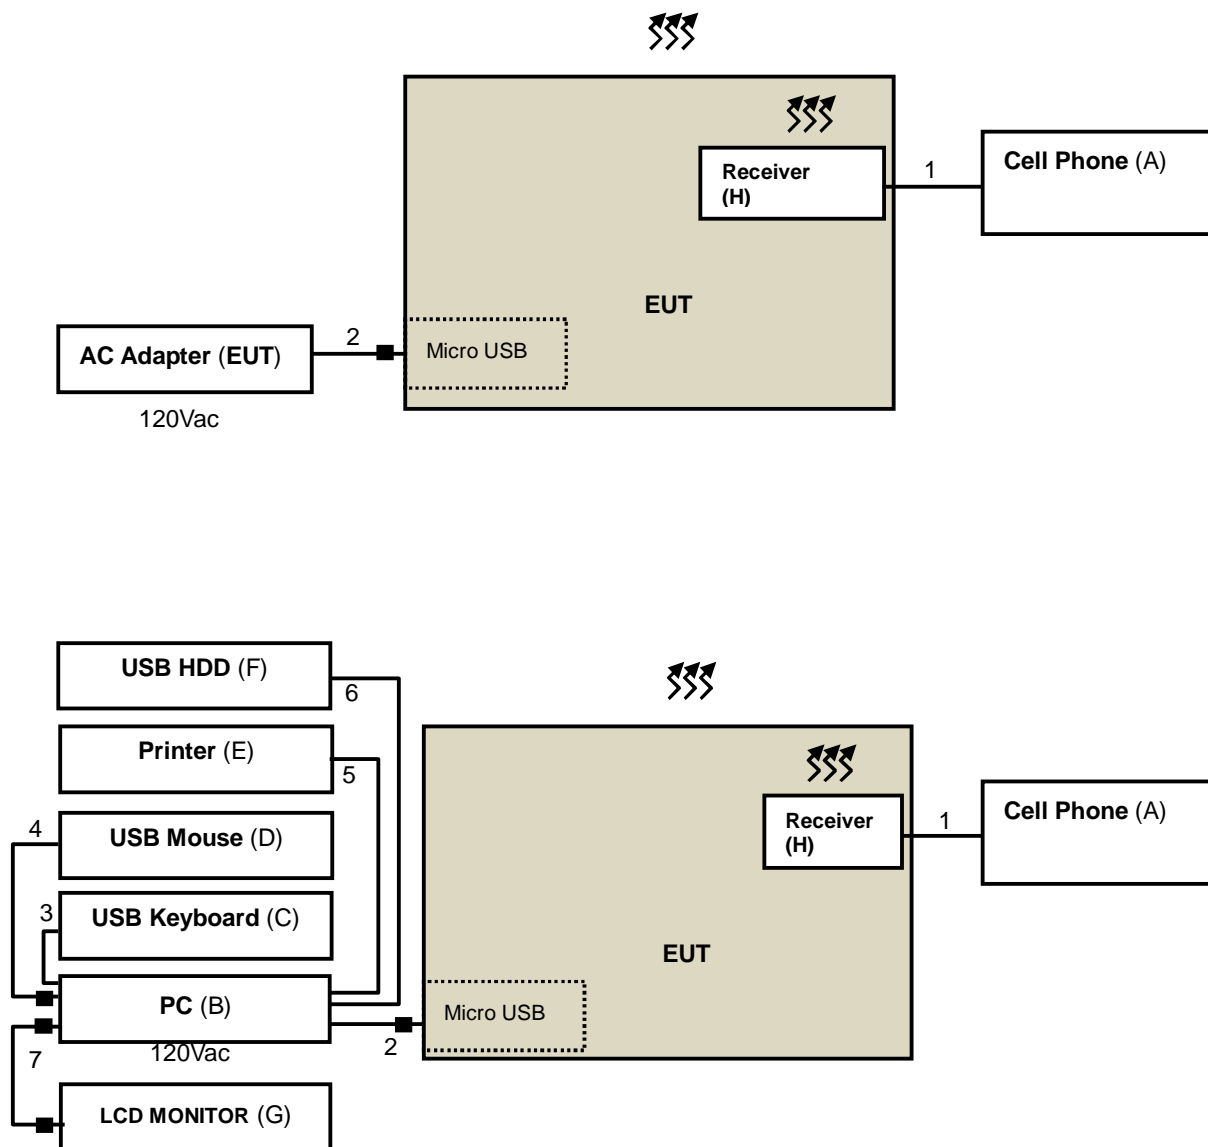 Receiver
(H)
1
Cell Phone (A)
EUT
AC Adapter (EUT)
2
Micro USB
120Vac
USB HDD (F)
6
Printer (E)
5
4
USB Mouse (D)
Receiver
(H)
1
Cell Phone (A)
3
USB Keyboard (C)
EUT
PC (B)
Micro USB
2
120Vac
7
LCD MONITOR (G)